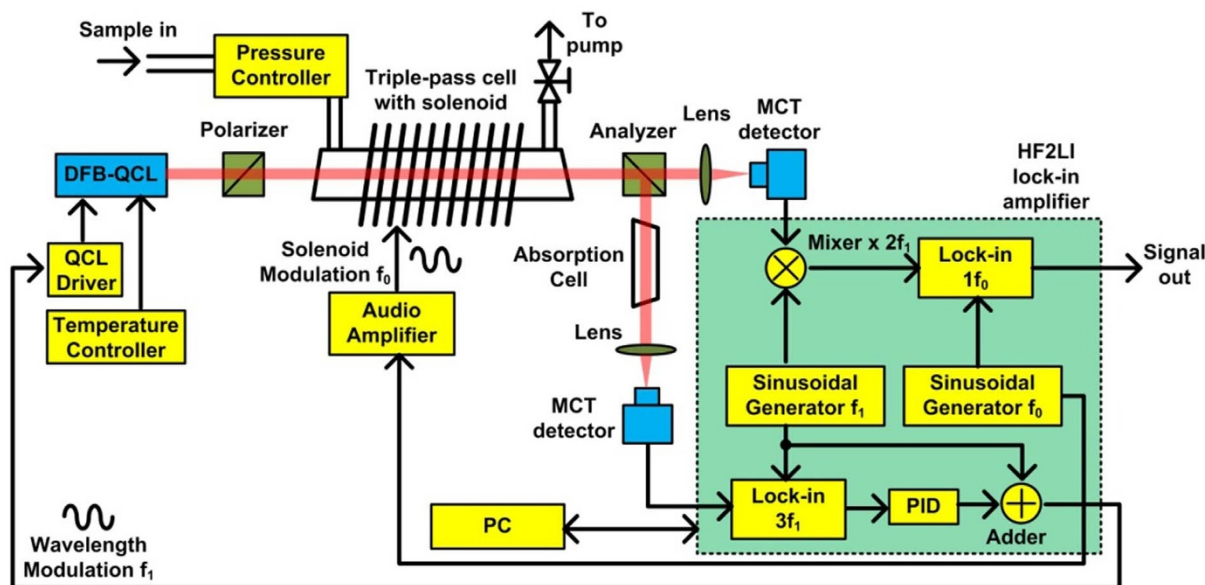 Sample in
Pressure
Controller
To
pump
Triple-pass cell
with solenoid
Polarizer
Analyzer
Lens
MCT
detector
DFB-QCL
HF2LI
lock-in
amplifier
QCL
Driver
Temperature
Controller
Solenoid
Modulation f₀
Audio
Amplifier
Absorption
Cell
Lens
MCT
detector
Mixer x 2f₁
Lock-in
1f₀
Signal
out
Sinusoidal
Generator f₁
Sinusoidal
Generator f₀
Lock-in
3f₁
PID
Adder
PC
Wavelength
Modulation f₁